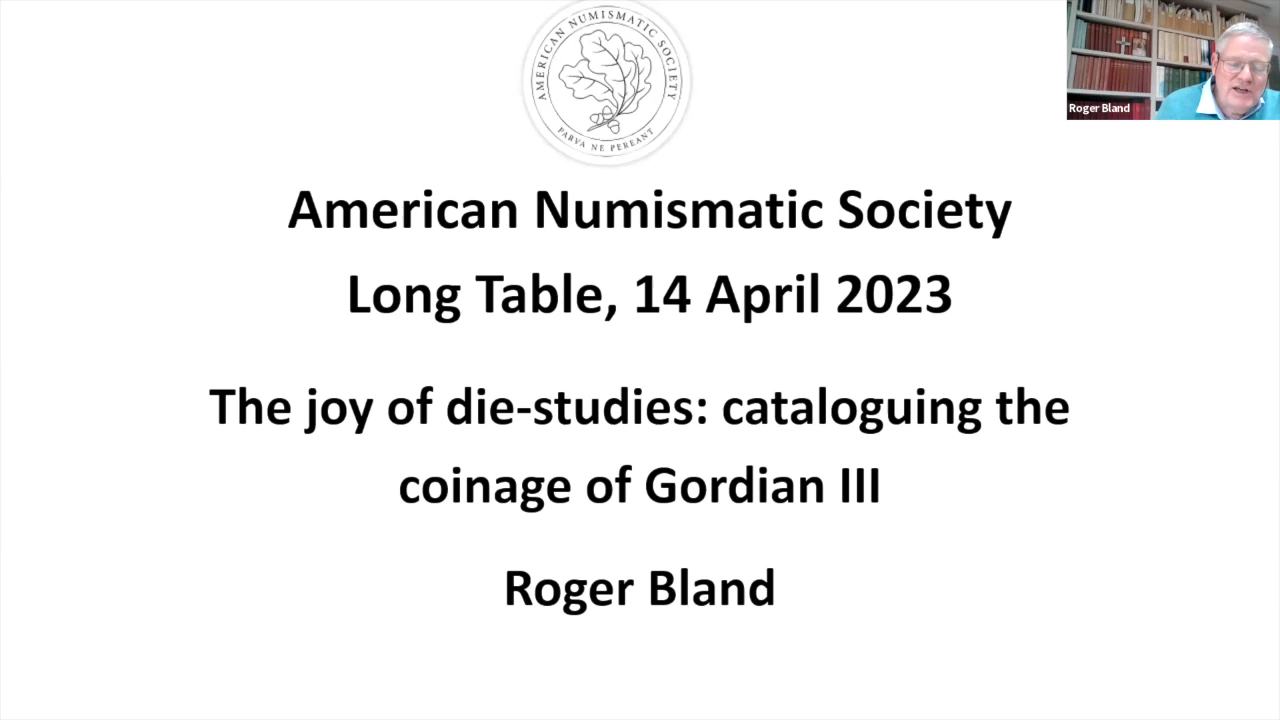 AMERICAN NUMISMATIC SOCIETY
PARVA NE PEREANT
Roger Bland
American Numismatic Society
Long Table, 14 April 2023
The joy of die-studies: cataloguing the
coinage of Gordian III
Roger Bland